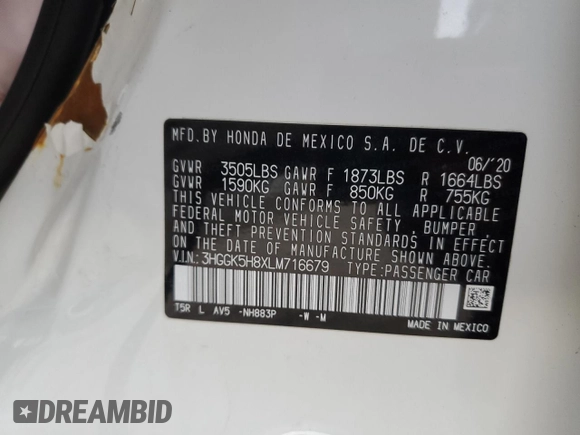 MFD.BY HONDA DE MEXICO S.A. DE C.V.
06/'20
GVWR 3505LBS GAWR F 1873LBS R 1664LBS
GVWR 1590KG GAWR F 850KG R 755KG
THIS VEHICLE CONFORMS TO ALL APPLICABLE
FEDERAL MOTOR VEHICLE SAFETY , BUMPER ,
AND THEFT PREVENTION STANDARDS IN EFFECT
ON THE DATE OF MANUFACTURE SHOWN ABOVE.
V.I.N.: 3HGGK5H8XLM716679 TYPE:PASSENGER CAR
T5R L AV5 -NH883P -W -M
MADE IN MEXICO
DREAMBID